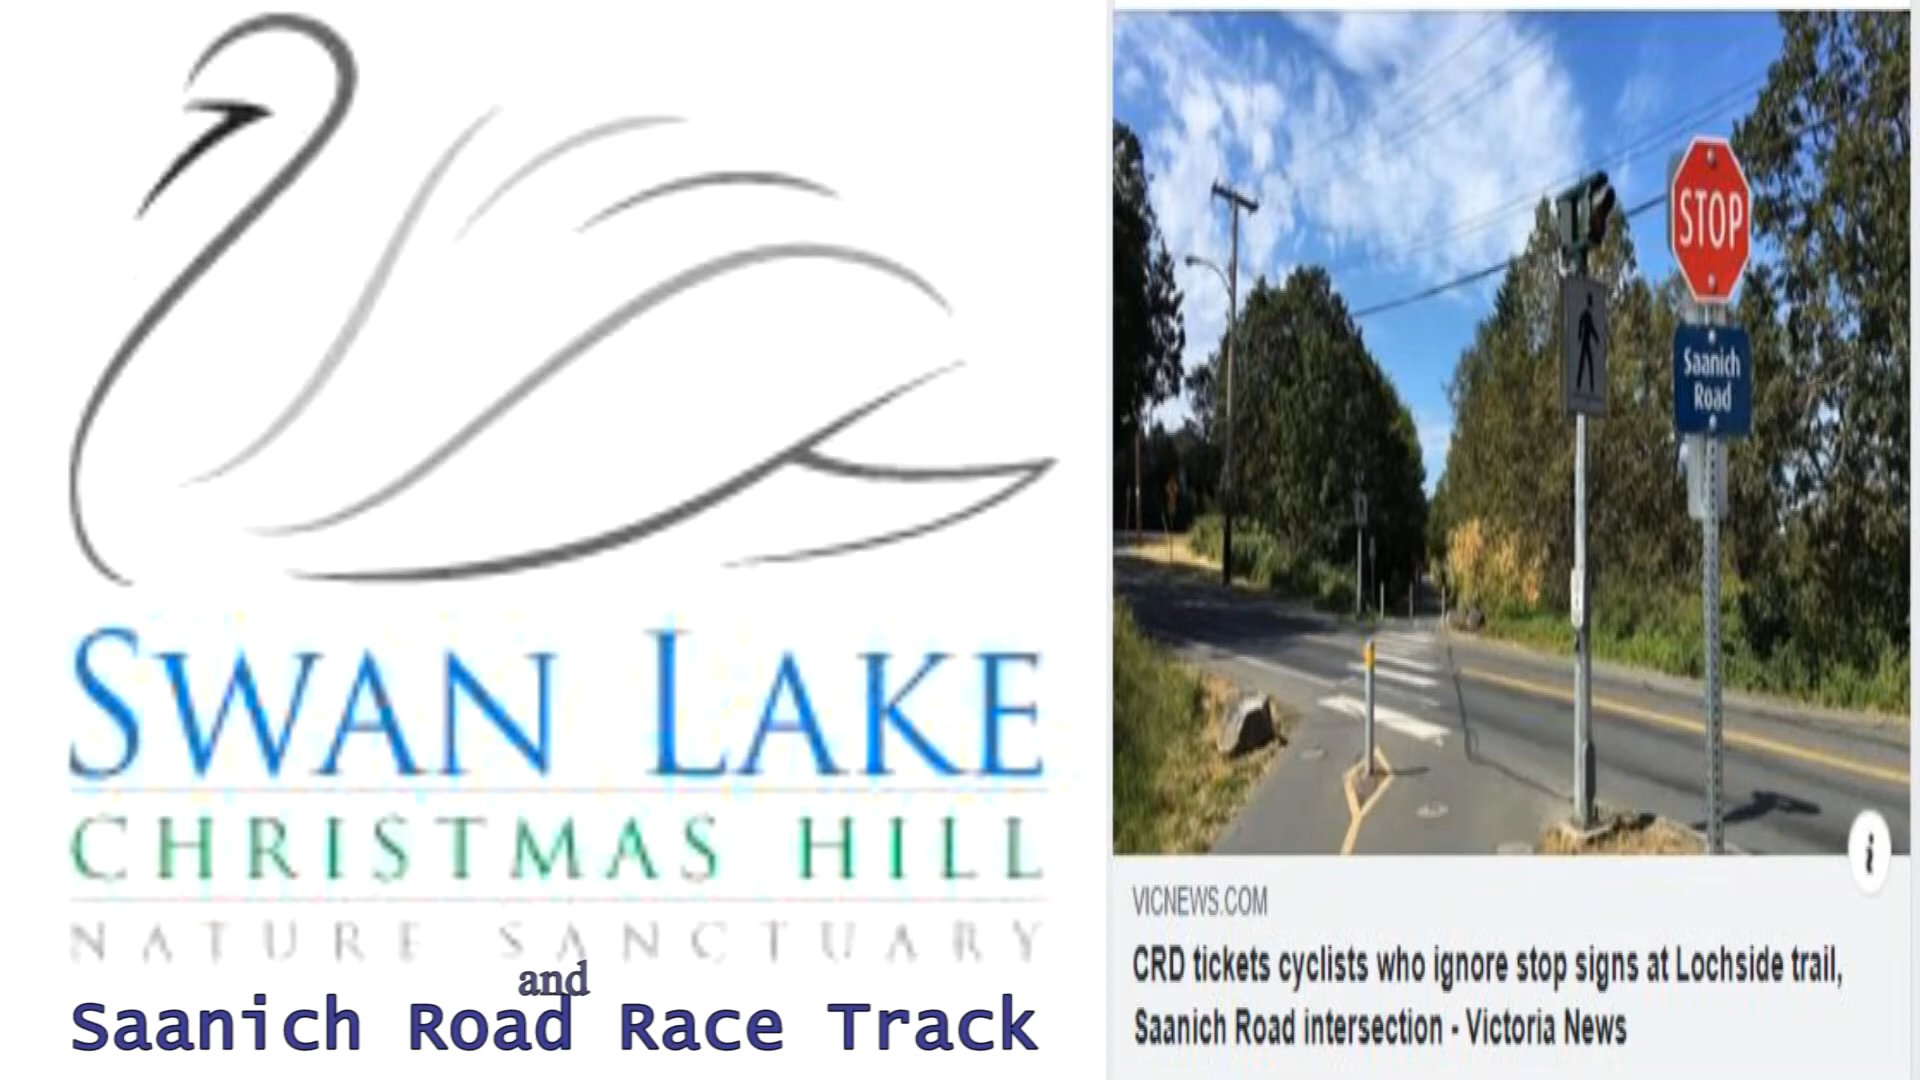 SWAN LAKE
CHRISTMAS HILL
NATURE SANCTUARY
and
Saanich Road Race Track
STOP
Saanich
Road
i
VICNEWS.COM
CRD tickets cyclists who ignore stop signs at Lochside trail,
Saanich Road intersection - Victoria News